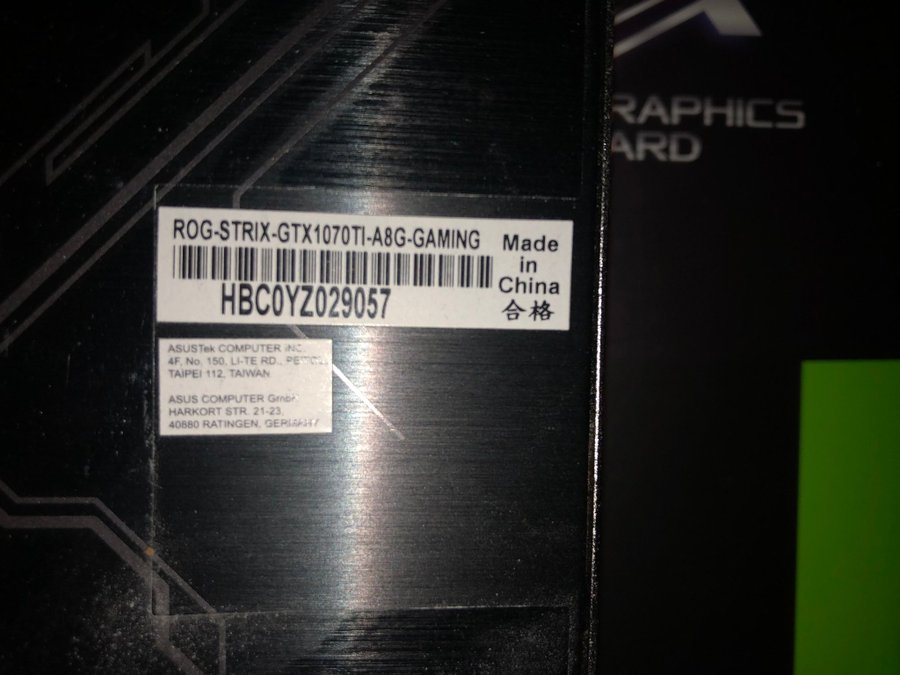 ROG-STRIX-GTX1070TI-A8G-GAMING
Made
in
China
合格
HBC0YZ029057
ASUSTek COMPUTER INC.
4F, No. 150, LI-TE RD.,
TAIPEI 112, TAIWAN
ASUS COMPUTER GmbH
HARKORT STR. 21-23,
40880 RATINGEN, GERMANY
RAPHICS
ARD